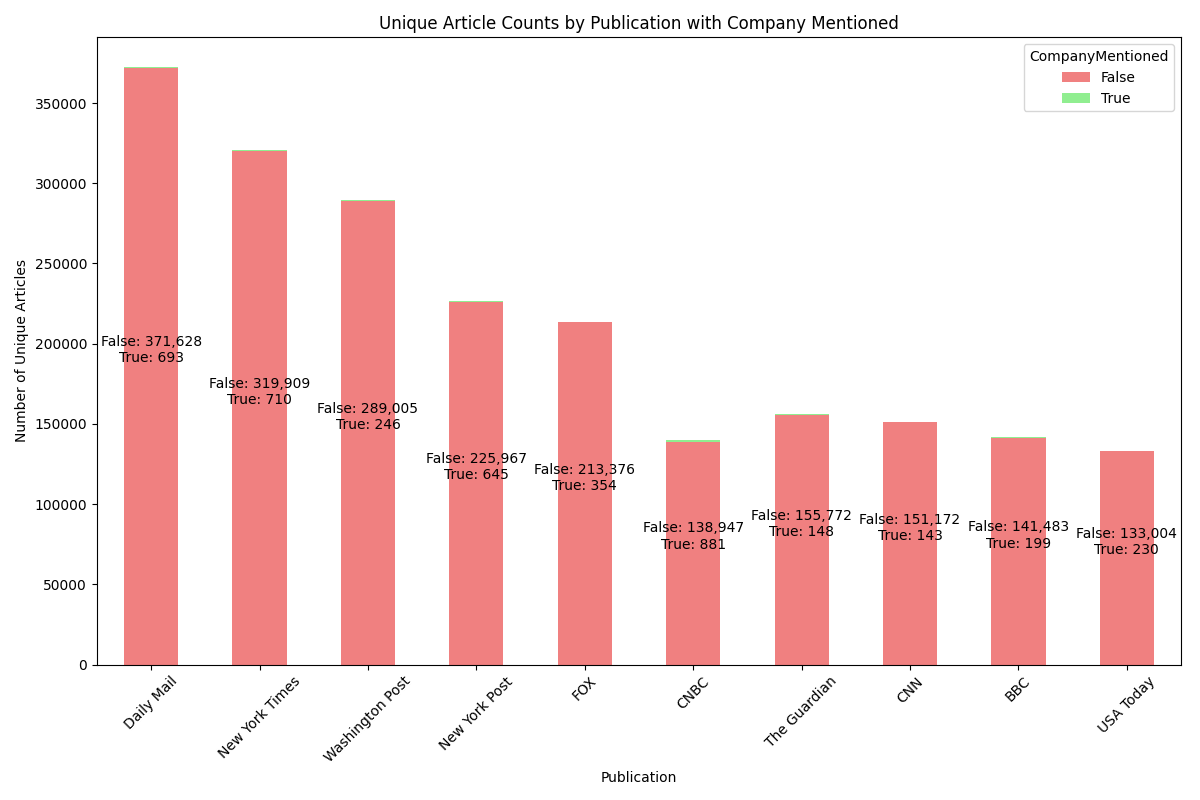 Unique Article Counts by Publication with Company Mentioned
CompanyMentioned
False
True
Number of Unique Articles
350000
300000
250000
200000
150000
100000
50000
0
False: 371,628
True: 693
False: 319,909
True: 710
False: 289,005
True: 246
False: 225,967
True: 645
False: 213,376
True: 354
False: 138,947
True: 881
False: 155,772
True: 148
False: 151,172
True: 143
False: 141,483
True: 199
False: 133,004
True: 230
Daily Mail
New York Times
Washington Post
New York Post
FOX
CNBC
The Guardian
CNN
BBC
USA Today
Publication